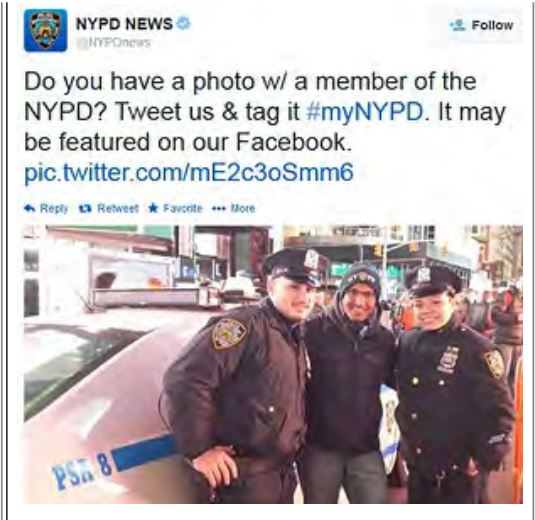 NYPD NEWS
@NYPDnews
Follow
Do you have a photo w/ a member of the
NYPD? Tweet us & tag it #myNYPD. It may
be featured on our Facebook.
pic.twitter.com/mE2c3oSmm6
Reply Retweet Favorite More
PSA 8